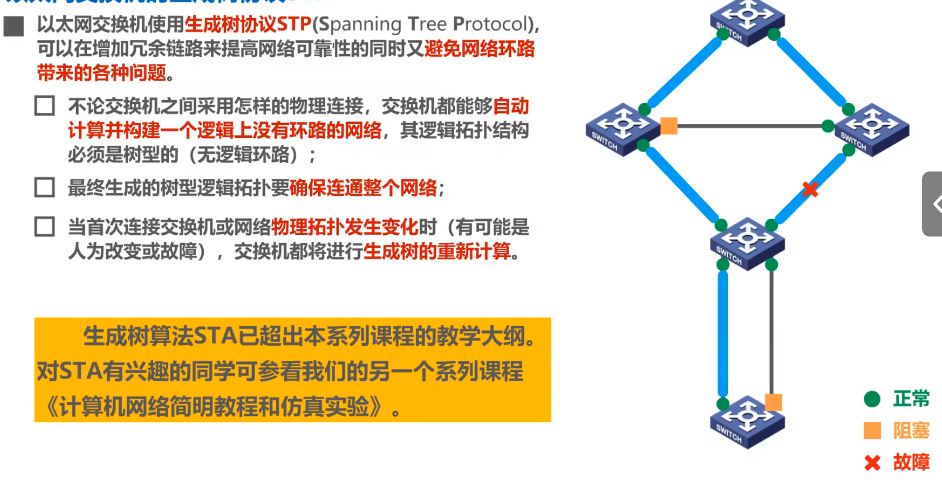 以太网交换机使用生成树协议STP(Spanning Tree Protocol),
可以在增加冗余链路来提高网络可靠性的同时又避免网络环路
带来的各种问题。
不论交换机之间采用怎样的物理连接，交换机都能够自动
计算并构建一个逻辑上没有环路的网络，其逻辑拓扑结构
必须是树型的（无逻辑环路）；
最终生成的树型逻辑拓扑要确保连通整个网络；
当首次连接交换机或网络物理拓扑发生变化时（有可能是
人为改变或故障），交换机都将进行生成树的重新计算。
生成树算法STA已超出本系列课程的教学大纲。
对STA有兴趣的同学可参看我们的另一个系列课程
《计算机网络简明教程和仿真实验》。
SWITCH
SWITCH
SWITCH
SWITCH
SWITCH
正常
阻塞
故障